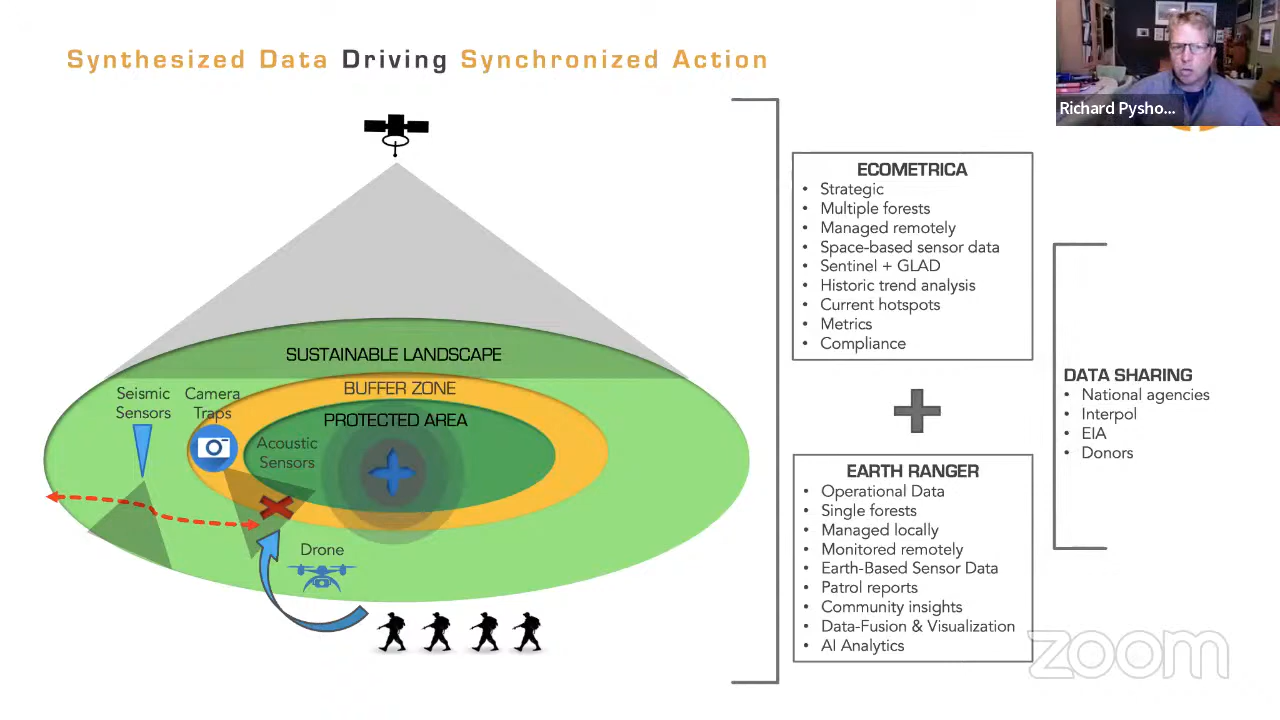 Synthesized Data Driving Synchronized Action
Richard Pysho...
SUSTAINABLE LANDSCAPE
BUFFER ZONE
PROTECTED AREA
Seismic
Sensors
Camera
Traps
Acoustic
Sensors
Drone
ECOMETRICA
• Strategic
• Multiple forests
• Managed remotely
• Space-based sensor data
• Sentinel + GLAD
• Historic trend analysis
• Current hotspots
• Metrics
• Compliance
EARTH RANGER
• Operational Data
• Single forests
• Managed locally
• Monitored remotely
• Earth-Based Sensor Data
• Patrol reports
• Community insights
• Data-Fusion & Visualization
• AI Analytics
DATA SHARING
• National agencies
• Interpol
• EIA
• Donors
zoom